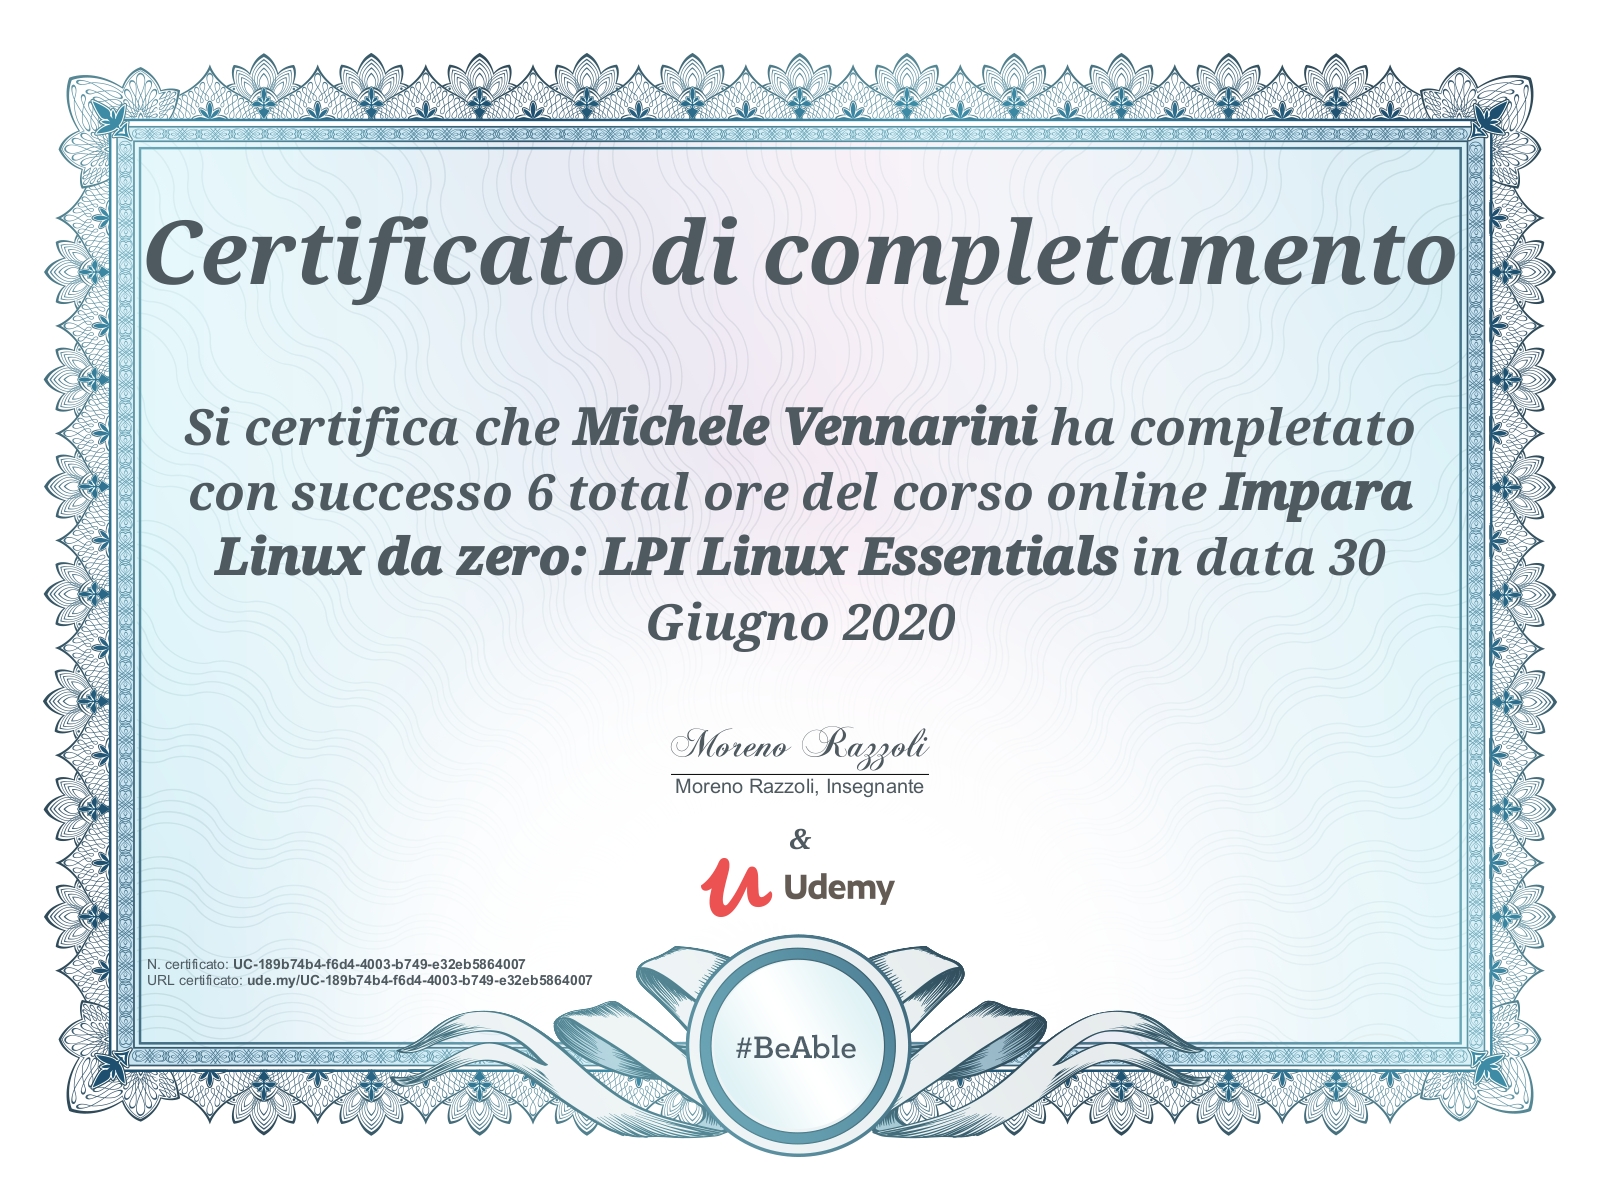 Certificato di completamento
Si certifica che Michele Vennarini ha completato
con successo 6 total ore del corso online Impara
Linux da zero: LPI Linux Essentials in data 30
Giugno 2020
Moreno Razzoli
Moreno Razzoli, Insegnante
&
Udemy
N. certificato: UC-189b74b4-f6d4-4003-b749-e32eb5864007
URL certificato: ude.my/UC-189b74b4-f6d4-4003-b749-e32eb5864007
#BeAble